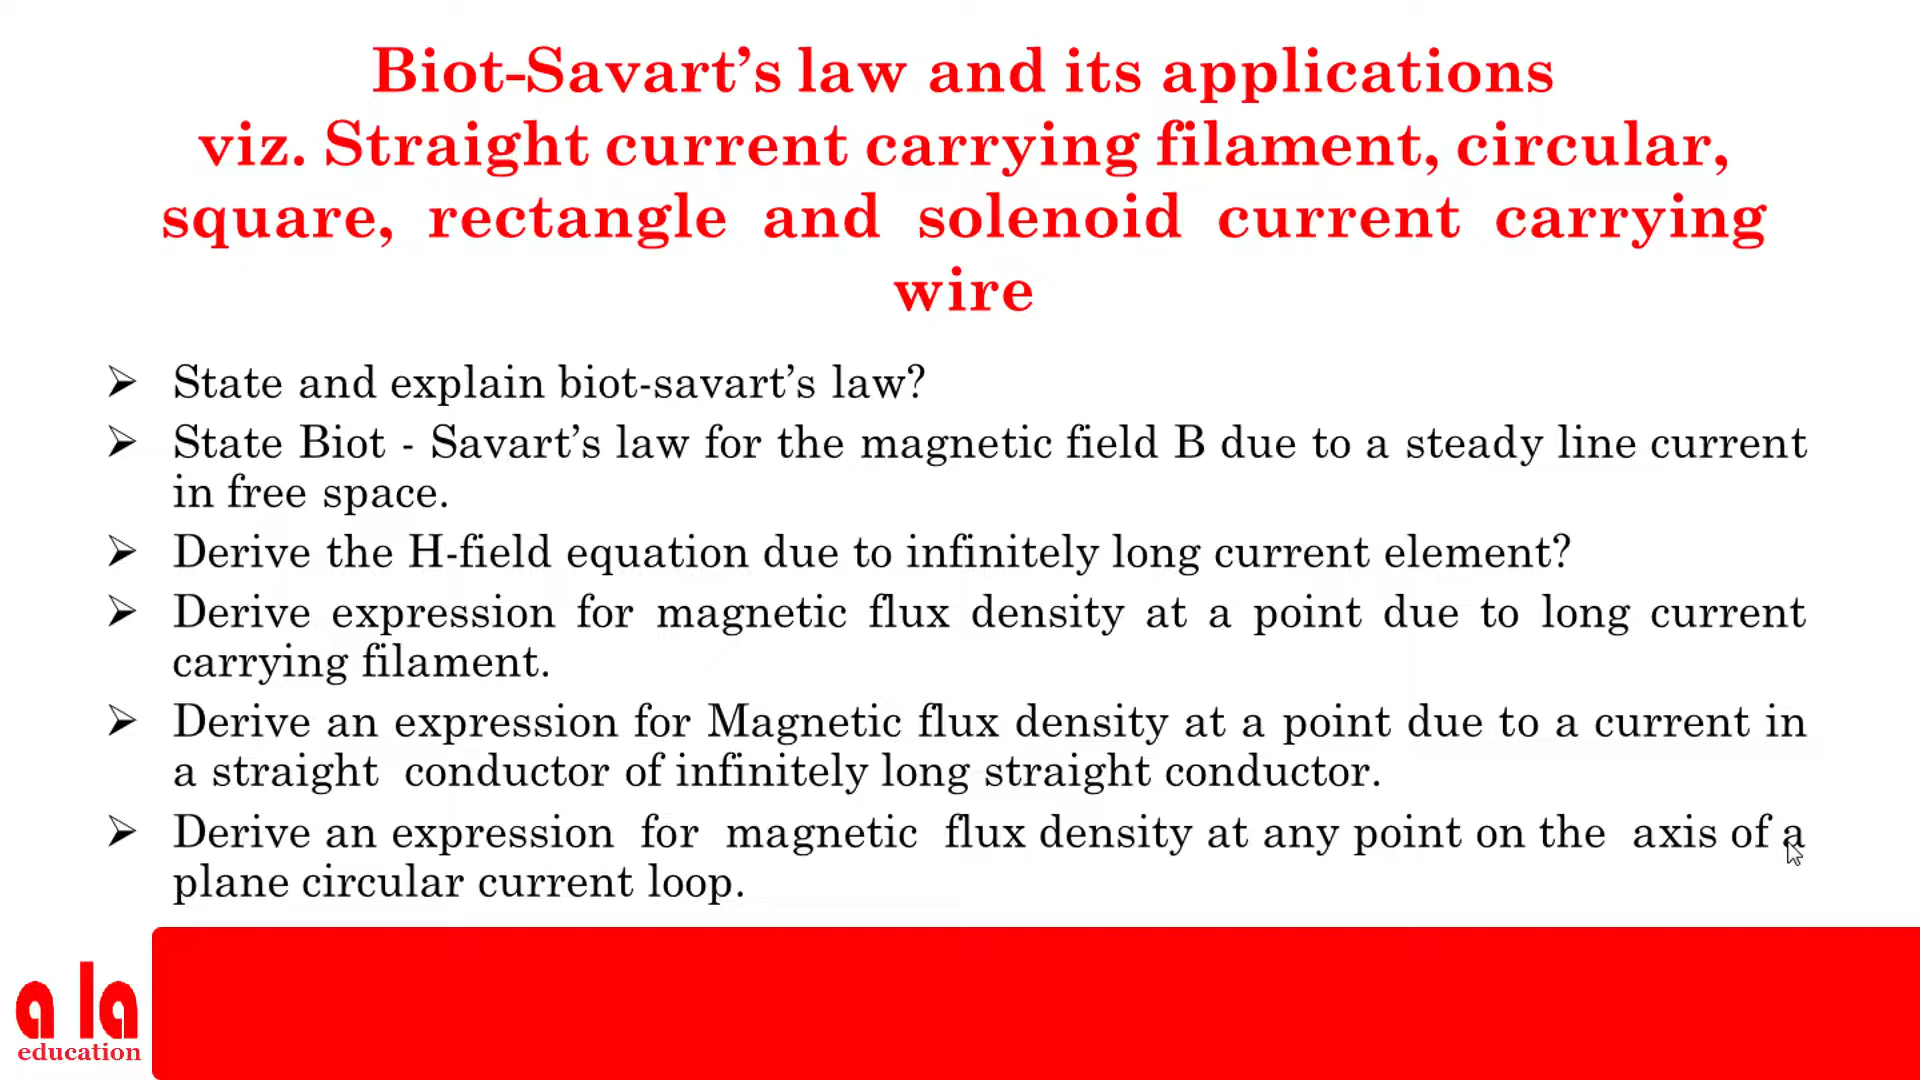 Biot-Savart’s law and its applications
viz. Straight current carrying filament, circular,
square, rectangle and solenoid current carrying
wire
➢ State and explain biot-savart’s law?
➢ State Biot - Savart’s law for the magnetic field B due to a steady line current
in free space.
➢ Derive the H-field equation due to infinitely long current element?
➢ Derive expression for magnetic flux density at a point due to long current
carrying filament.
➢ Derive an expression for Magnetic flux density at a point due to a current in
a straight conductor of infinitely long straight conductor.
➢ Derive an expression for magnetic flux density at any point on the axis of a
plane circular current loop.
a la
education